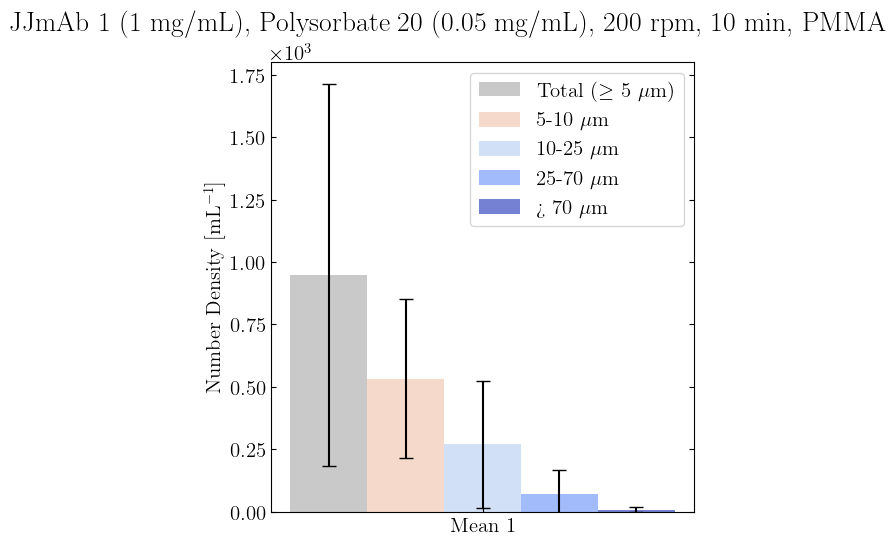 JJmAb 1 (1 mg/mL), Polysorbate 20 (0.05 mg/mL), 200 rpm, 10 min, PMMA
×10³
1.75
1.50
1.25
1.00
0.75
0.50
0.25
0.00
Number Density [mL⁻¹]
Total (≥ 5 μm)
5-10 μm
10-25 μm
25-70 μm
¿ 70 μm
Mean 1